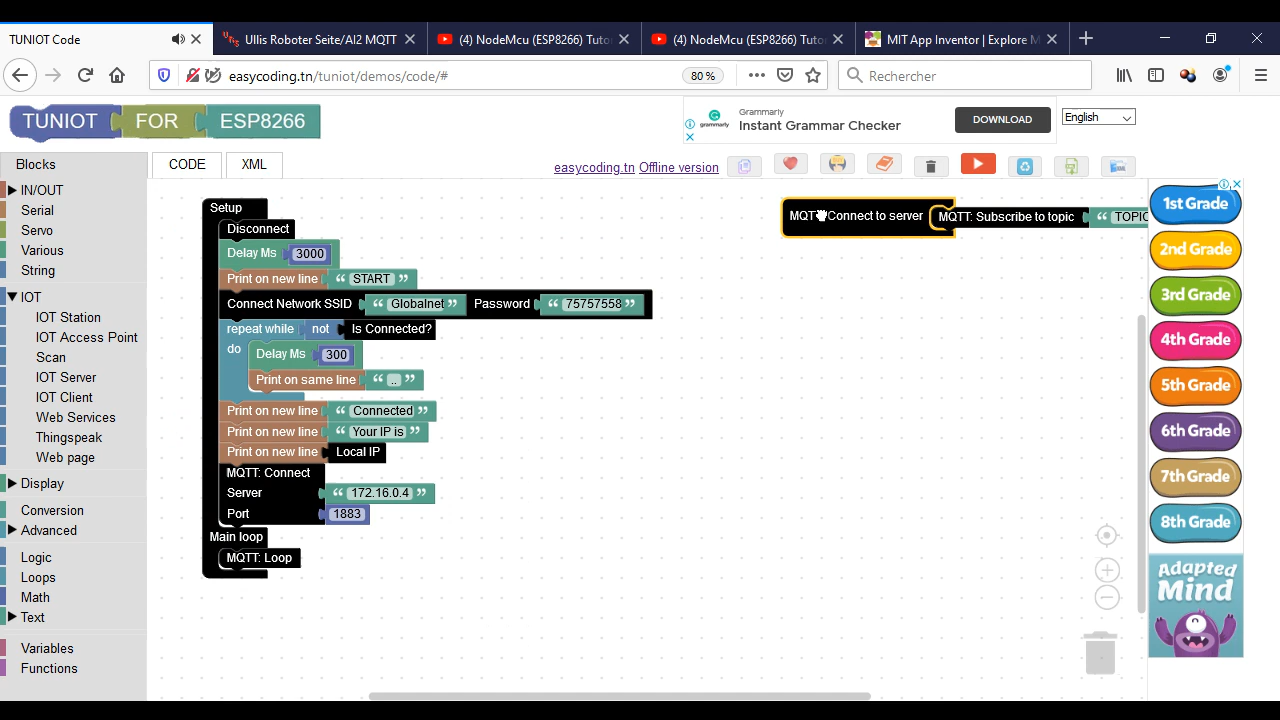 TUNIOT Code
Ullis Roboter Seite/AI2 MQTT
(4) NodeMcu (ESP8266) Tuto
(4) NodeMcu (ESP8266) Tuto
MIT App Inventor | Explore M
easycoding.tn/tuniot/demos/code/#
80 %
Rechercher
TUNIOT FOR ESP8266
Grammarly
Instant Grammar Checker
grammarly
DOWNLOAD
English
Blocks
CODE
XML
easycoding.tn Offline version
IN/OUT
Serial
Servo
Various
String
IOT
IOT Station
IOT Access Point
Scan
IOT Server
IOT Client
Web Services
Thingspeak
Web page
Display
Conversion
Advanced
Logic
Loops
Math
Text
Variables
Functions
Setup
Disconnect
Delay Ms 3000
Print on new line “ START ”
Connect Network SSID “ Globalnet ” Password “ 75757558 ”
repeat while not Is Connected?
do Delay Ms 300
Print on same line “ .. ”
Print on new line “ Connected ”
Print on new line “ Your IP is ”
Print on new line Local IP
MQTT: Connect
Server “ 172.16.0.4 ”
Port 1883
Main loop
MQTT: Loop
MQTT: Connect to server MQTT: Subscribe to topic “ TOPIC
1st Grade
2nd Grade
3rd Grade
4th Grade
5th Grade
6th Grade
7th Grade
8th Grade
Adapted
Mind